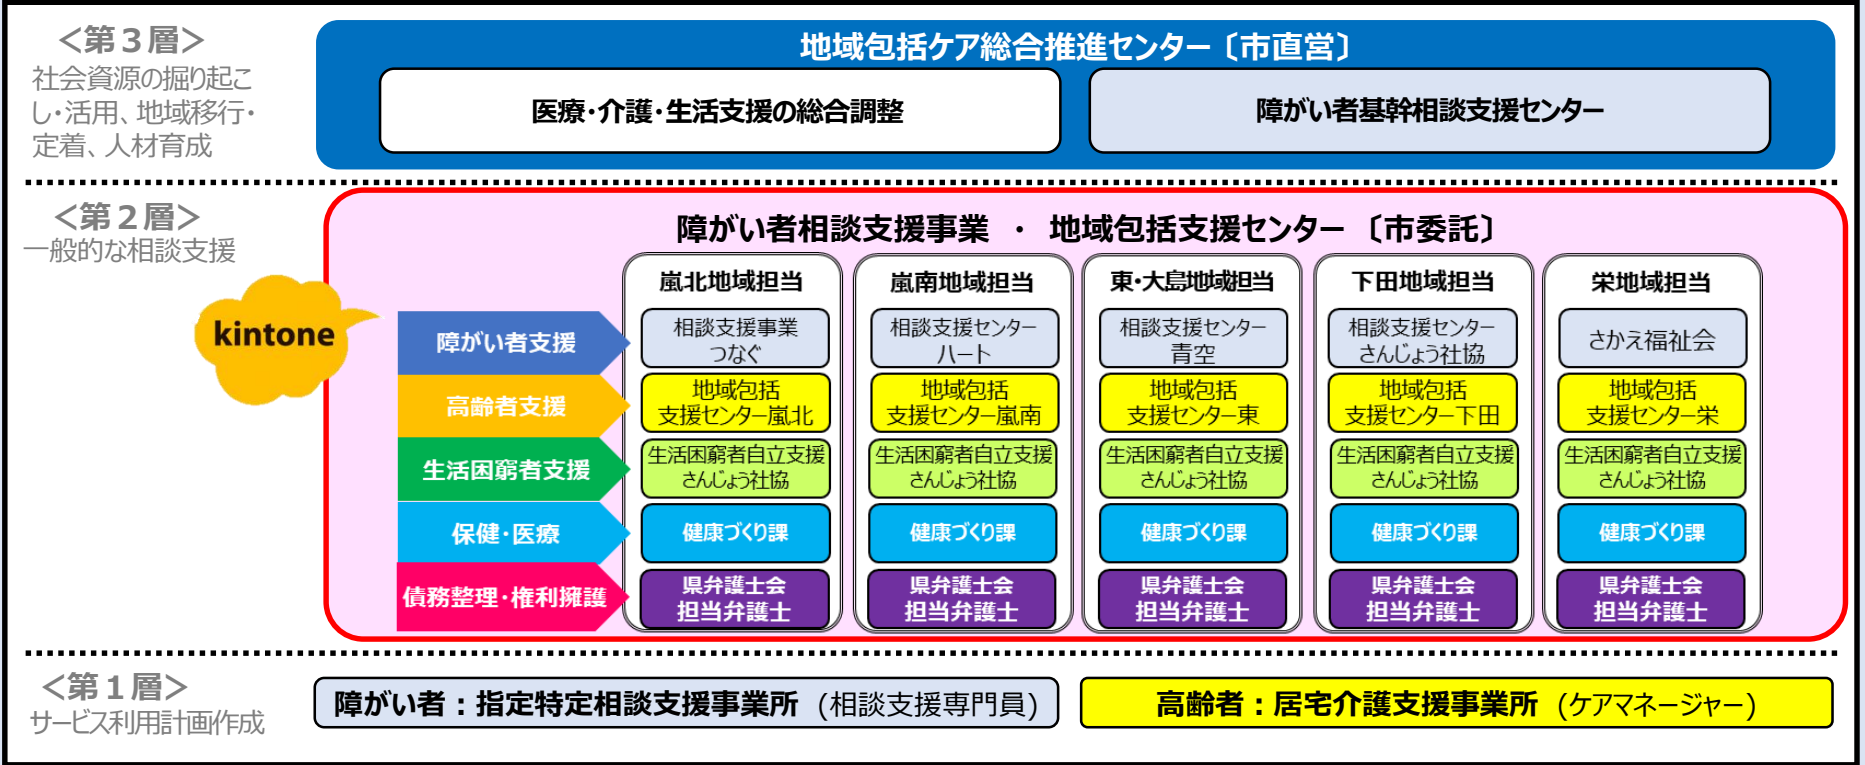 ＜第３層＞
社会資源の掘り起こ
し・活用、地域移行・
定着、人材育成
地域包括ケア総合推進センター〔市直営〕
医療・介護・生活支援の総合調整
障がい者基幹相談支援センター
＜第２層＞
一般的な相談支援
kintone
障がい者相談支援事業 ・ 地域包括支援センター〔市委託〕
嵐北地域担当
嵐南地域担当
東・大島地域担当
下田地域担当
栄地域担当
障がい者支援
相談支援事業
つなぐ
相談支援センター
ハート
相談支援センター
青空
相談支援センター
さんじょう社協
さかえ福祉会
高齢者支援
地域包括
支援センター嵐北
地域包括
支援センター嵐南
地域包括
支援センター東
地域包括
支援センター下田
地域包括
支援センター栄
生活困窮者支援
生活困窮者自立支援
さんじょう社協
生活困窮者自立支援
さんじょう社協
生活困窮者自立支援
さんじょう社協
生活困窮者自立支援
さんじょう社協
生活困窮者自立支援
さんじょう社協
保健・医療
健康づくり課
健康づくり課
健康づくり課
健康づくり課
健康づくり課
債務整理・権利擁護
県弁護士会
担当弁護士
県弁護士会
担当弁護士
県弁護士会
担当弁護士
県弁護士会
担当弁護士
県弁護士会
担当弁護士
＜第１層＞
サービス利用計画作成
障がい者：指定特定相談支援事業所（相談支援専門員）
高齢者：居宅介護支援事業所（ケアマネージャー）